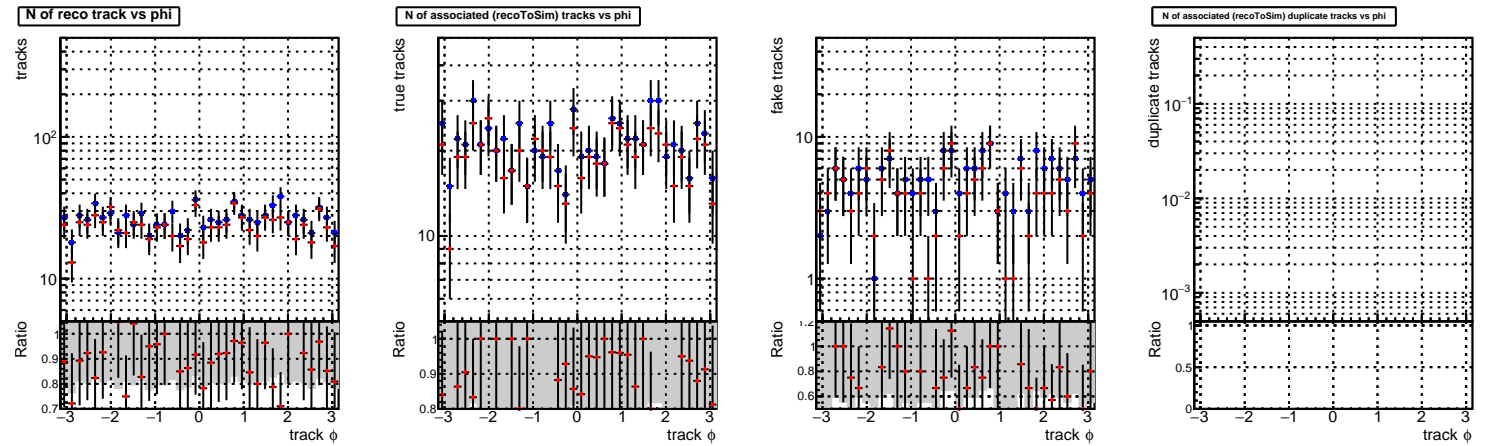 N of reco track vs phi
tracks
10²
10
Ratio
1
0.9
0.8
0.7
−3 −2 −1 0 1 2 3
track ϕ
N of associated (recoToSim) tracks vs phi
true tracks
10
Ratio
1
0.9
0.8
−3 −2 −1 0 1 2 3
track ϕ
fake tracks
10
1
Ratio
1.2
1
0.8
0.6
−3 −2 −1 0 1 2 3
track ϕ
N of associated (recoToSim) duplicate tracks vs phi
duplicate tracks
10⁻¹
10⁻²
10⁻³
Ratio
1
0.5
0
−3 −2 −1 0 1 2 3
track ϕ